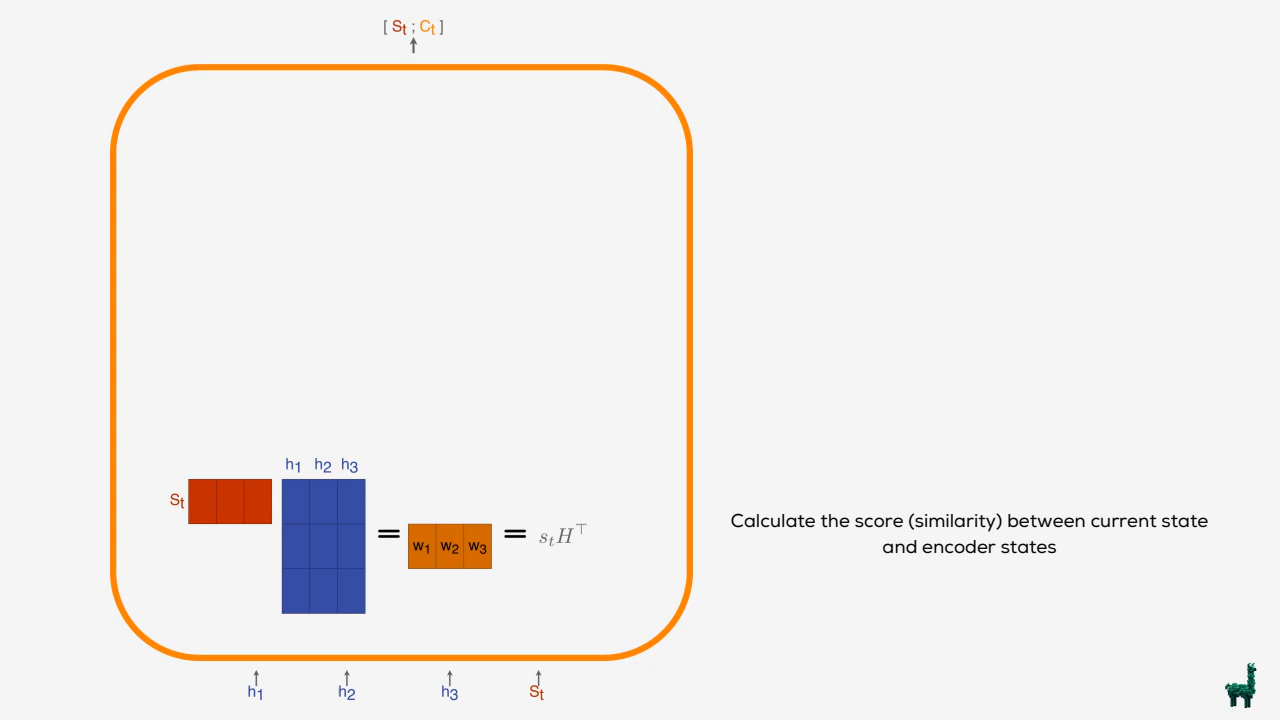 [ St ; Ct ]
h1 h2 h3
St
= w1 w2 w3 = s_t H^⊤
Calculate the score (similarity) between current state
and encoder states
h1 h2 h3 St